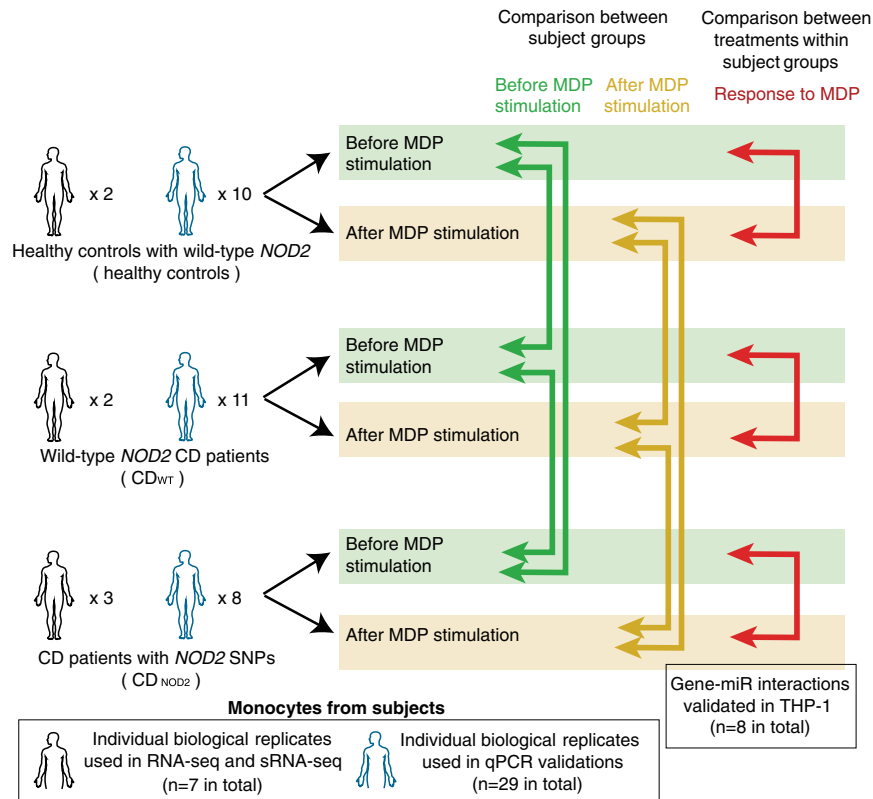 Comparison between
subject groups
Comparison between
treatments within
subject groups
Before MDP
stimulation
After MDP
stimulation
Response to MDP
x 2
x 10
Before MDP
stimulation
After MDP stimulation
Healthy controls with wild-type NOD2
( healthy controls )
x 2
x 11
Before MDP
stimulation
After MDP stimulation
Wild-type NOD2 CD patients
( CDWT )
x 3
x 8
Before MDP
stimulation
After MDP stimulation
CD patients with NOD2 SNPs
( CD NOD2 )
Gene-miR interactions
validated in THP-1
(n=8 in total)
Monocytes from subjects
Individual biological replicates
used in RNA-seq and sRNA-seq
(n=7 in total)
Individual biological replicates
used in qPCR validations
(n=29 in total)